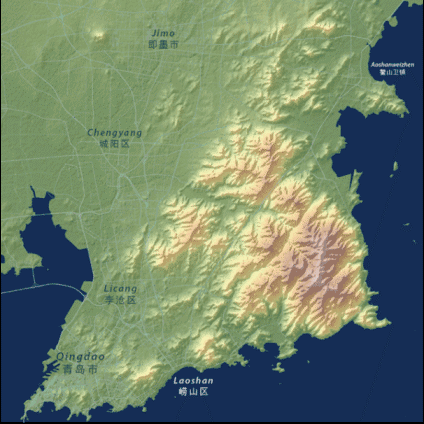 Jimo
即墨市
Aoshanweizhen
鳌山卫镇
Chengyang
城阳区
Licang
李沧区
Qingdao
青岛市
Laoshan
崂山区